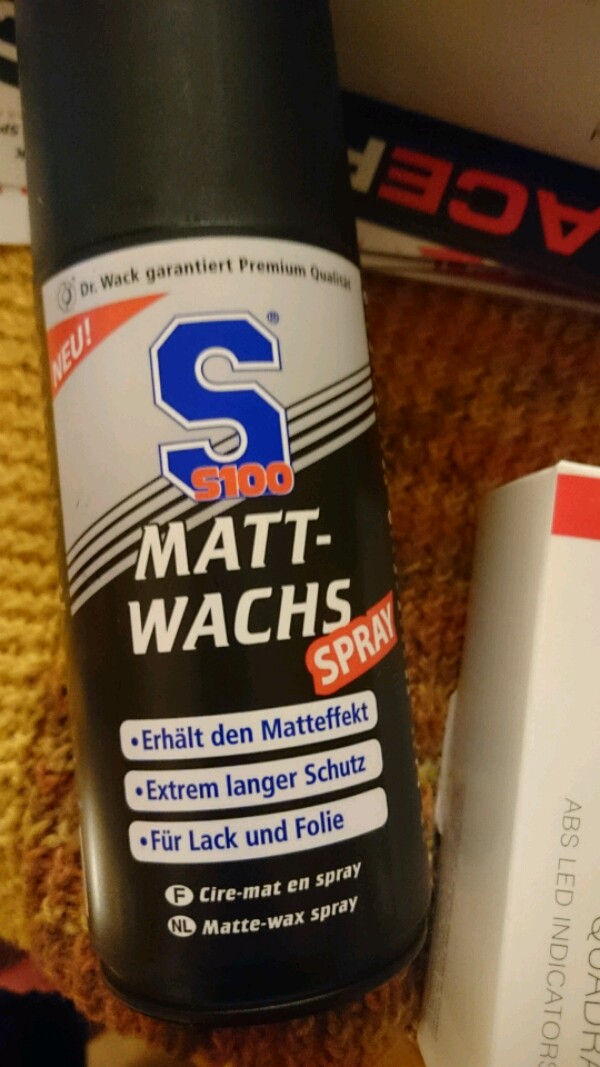 Dr. Wack garantiert Premium Qualität
NEU!
S®
S100
MATT-
WACHS
SPRAY
•Erhält den Matteffekt
•Extrem langer Schutz
•Für Lack und Folie
F Cire-mat en spray
NL Matte-wax spray
ABS LED INDICATORS